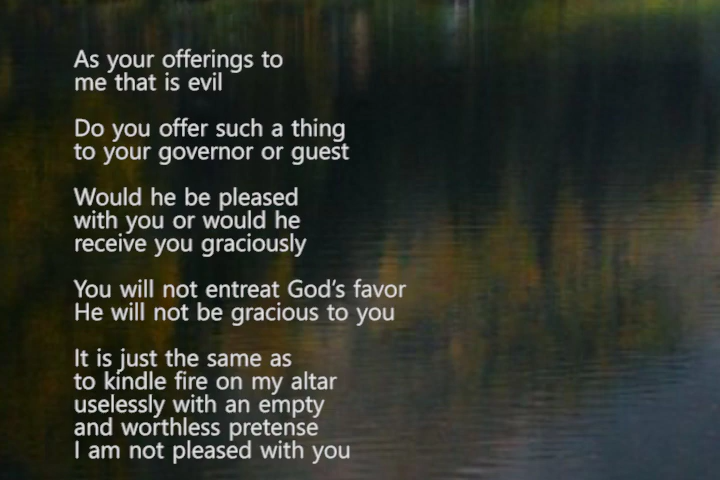 As your offerings to
me that is evil
Do you offer such a thing
to your governor or guest
Would he be pleased
with you or would he
receive you graciously
You will not entreat God's favor
He will not be gracious to you
It is just the same as
to kindle fire on my altar
uselessly with an empty
and worthless pretense
I am not pleased with you